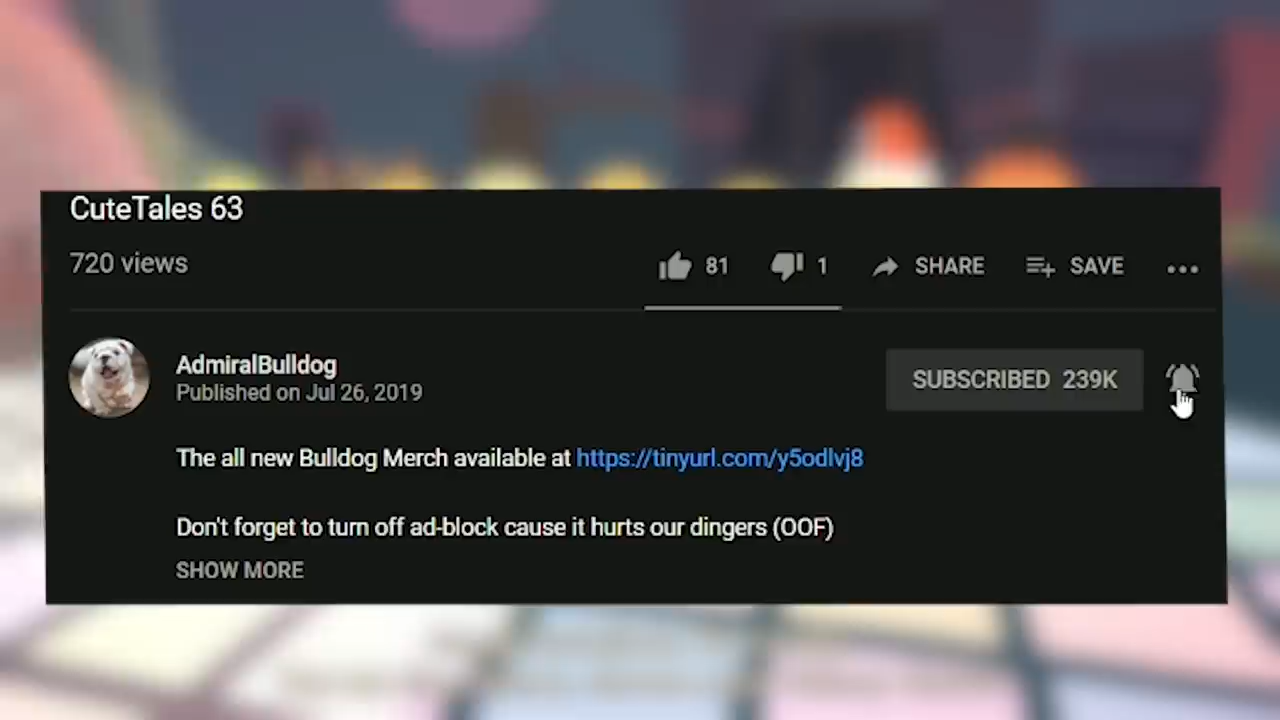 CuteTales 63
720 views
81 1 SHARE SAVE
AdmiralBulldog
Published on Jul 26, 2019
SUBSCRIBED 239K
The all new Bulldog Merch available at https://tinyurl.com/y5odlvj8
Don't forget to turn off ad-block cause it hurts our dingers (OOF)
SHOW MORE